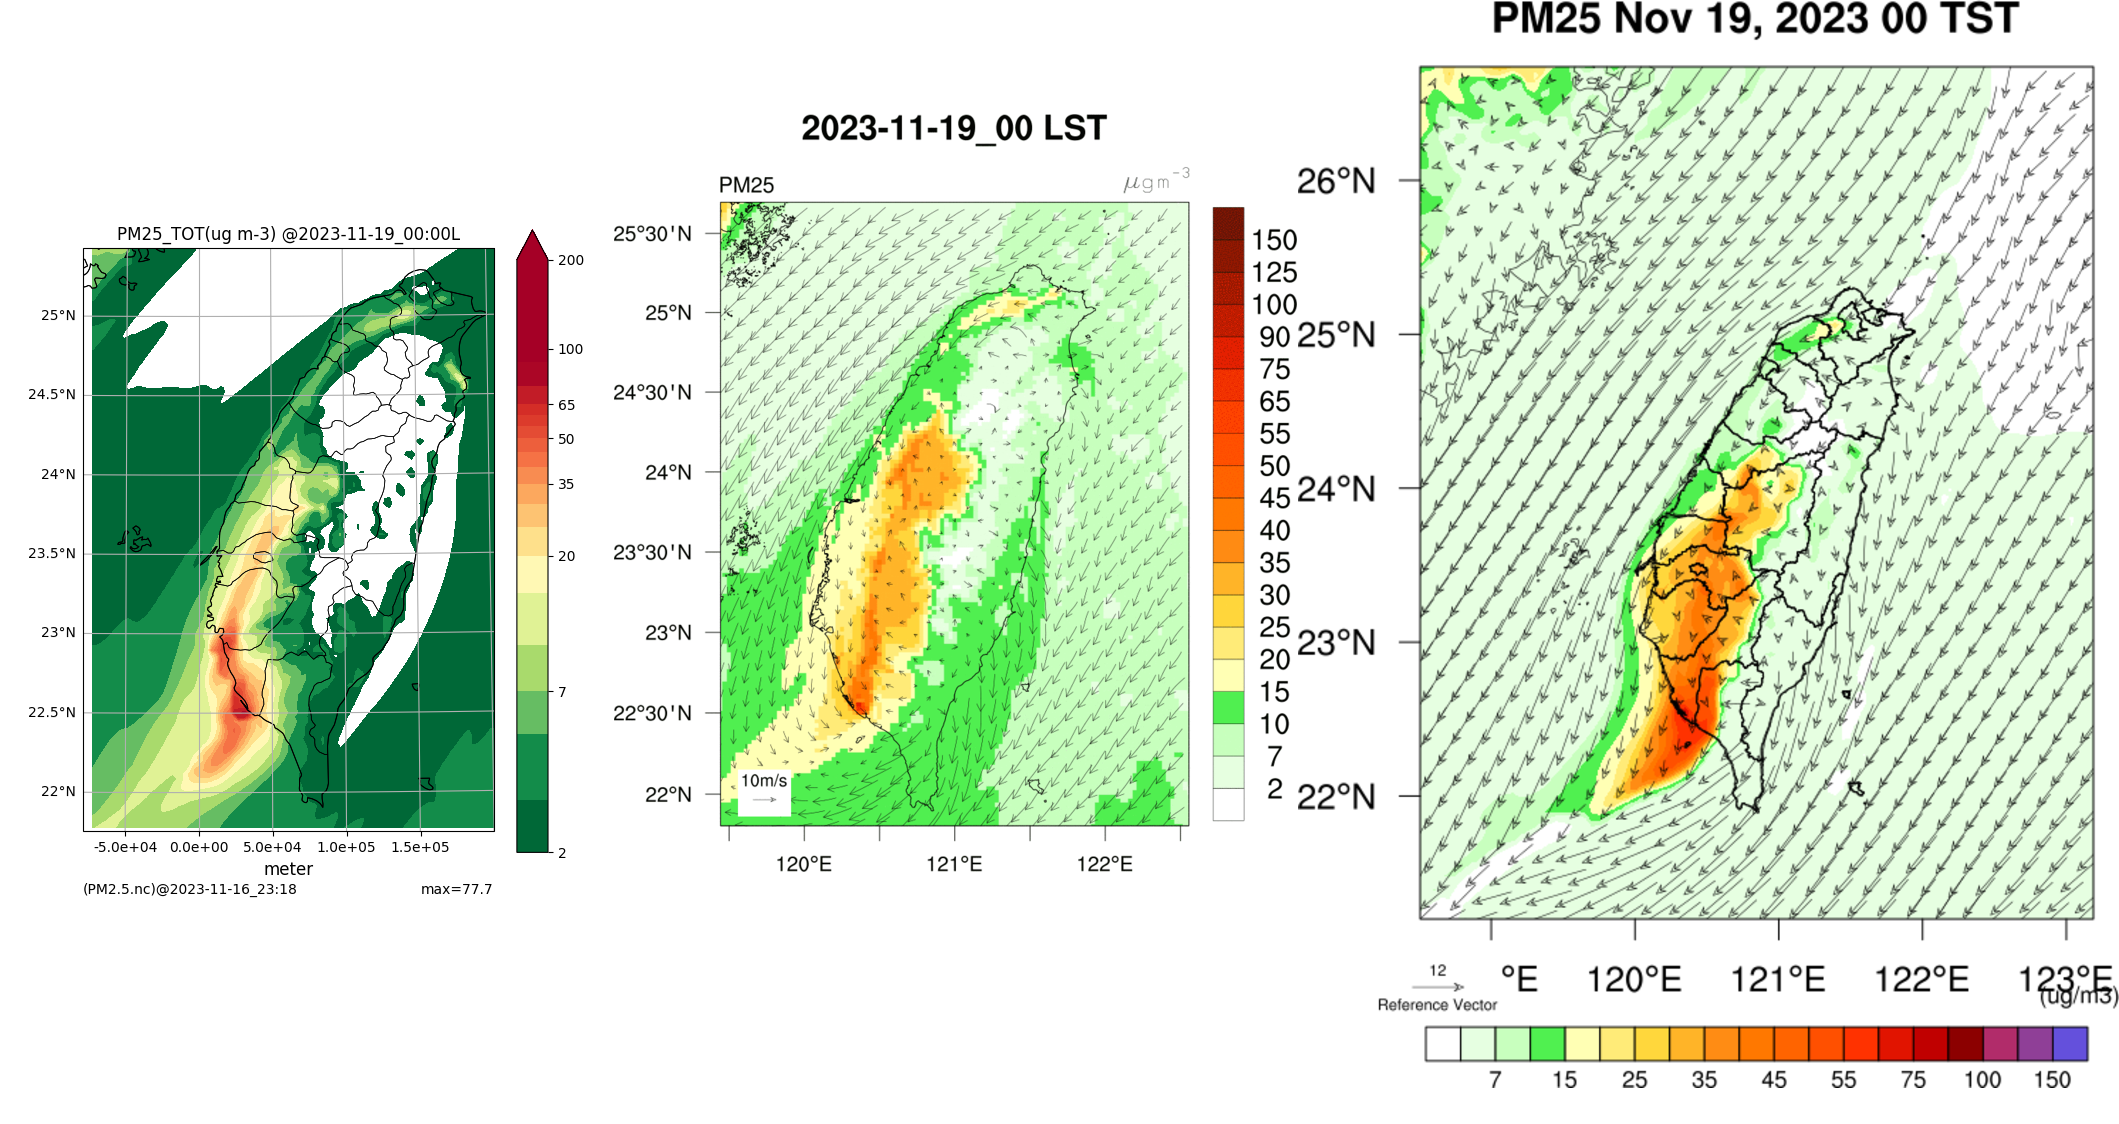 PM25_TOT(ug m-3) @2023-11-19_00:00L
25°N
24.5°N
24°N
23.5°N
23°N
22.5°N
22°N
-5.0e+04 0.0e+00 5.0e+04 1.0e+05 1.5e+05
meter
(PM2.5.nc)@2023-11-16_23:18 max=77.7
200
100
65
50
35
20
7
2
2023-11-19_00 LST
PM25 μgm-3
25°30'N
25°N
24°30'N
24°N
23°30'N
23°N
22°30'N
22°N
10m/s
120°E 121°E 122°E
150
125
100
90
75
65
55
50
45
40
35
30
25
20
15
10
7
2
PM25 Nov 19, 2023 00 TST
26°N
25°N
24°N
23°N
22°N
°E 120°E 121°E 122°E 123°E
12
Reference Vector
(ug/m3)
7 15 25 35 45 55 75 100 150